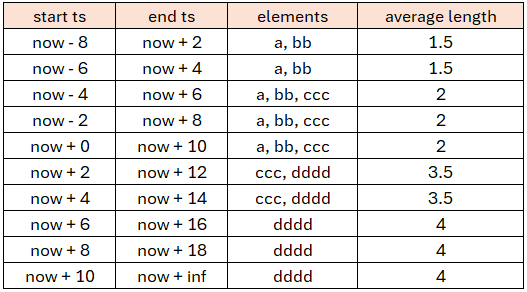 start ts end ts elements average length
now - 8 now + 2 a, bb 1.5
now - 6 now + 4 a, bb 1.5
now - 4 now + 6 a, bb, ccc 2
now - 2 now + 8 a, bb, ccc 2
now + 0 now + 10 a, bb, ccc 2
now + 2 now + 12 ccc, dddd 3.5
now + 4 now + 14 ccc, dddd 3.5
now + 6 now + 16 dddd 4
now + 8 now + 18 dddd 4
now + 10 now + inf dddd 4